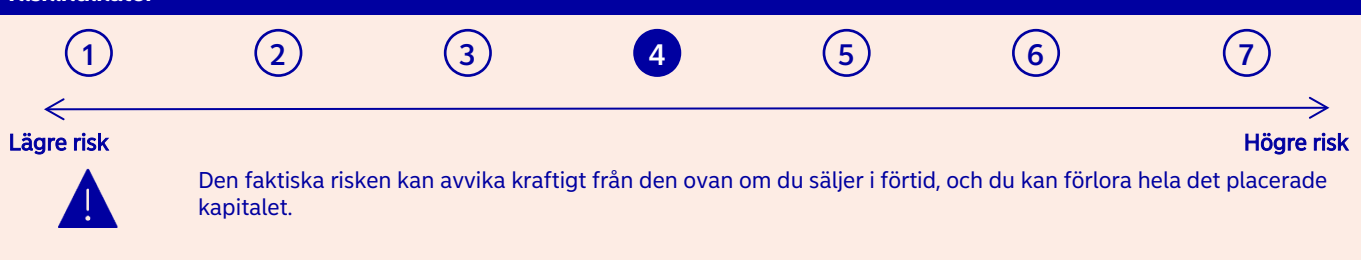 1 2 3 4 5 6 7
Lägre risk Högre risk
Den faktiska risken kan avvika kraftigt från den ovan om du säljer i förtid, och du kan förlora hela det placerade
kapitalet.